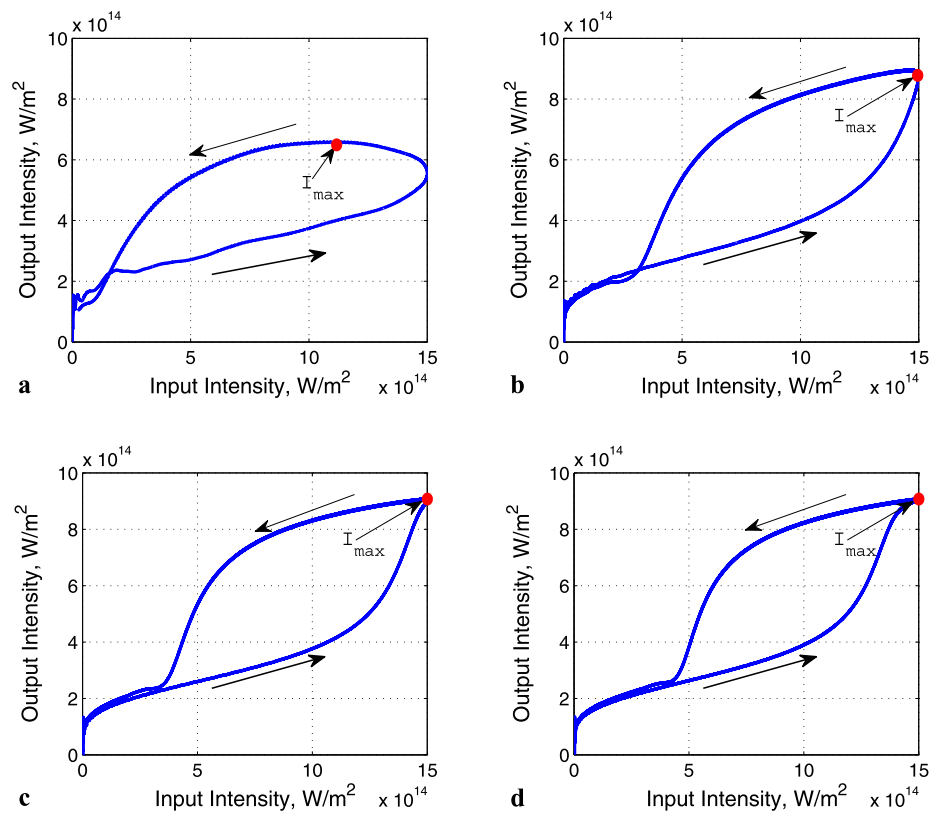 x 10^14
10
8
6
4
2
0
Output Intensity, W/m^2
I_max
0 5 10 15
a Input Intensity, W/m^2 x 10^14
x 10^14
10
8
6
4
2
0
Output Intensity, W/m^2
I_max
0 5 10 15
b Input Intensity, W/m^2 x 10^14
x 10^14
10
8
6
4
2
0
Output Intensity, W/m^2
I_max
0 5 10 15
c Input Intensity, W/m^2 x 10^14
x 10^14
10
8
6
4
2
0
Output Intensity, W/m^2
I_max
0 5 10 15
d Input Intensity, W/m^2 x 10^14